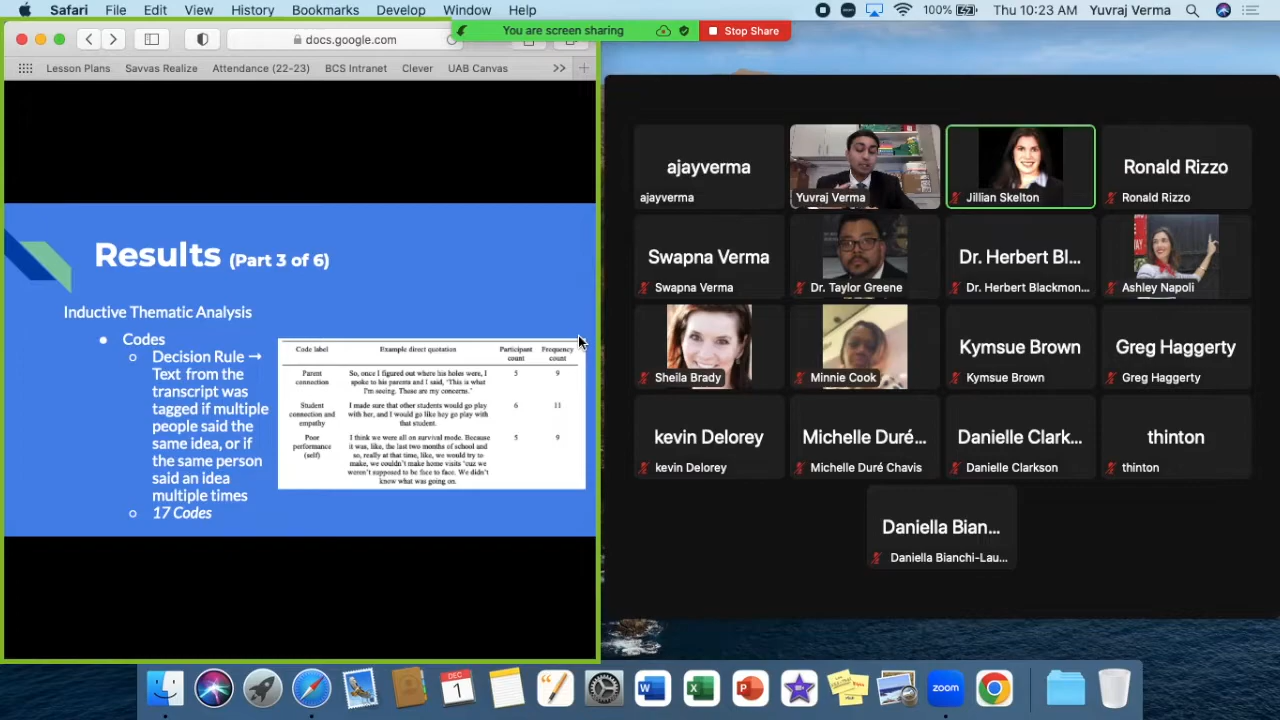 Safari File Edit View History Bookmarks Develop Window Help 100% Thu 10:23 AM Yuvraj Verma
You are screen sharing Stop Share
docs.google.com
Lesson Plans Savvas Realize Attendance (22-23) BCS Intranet Clever UAB Canvas >>
Results (Part 3 of 6)
Inductive Thematic Analysis
● Codes
○ Decision Rule →
Text from the
transcript was
tagged if multiple
people said the
same idea, or if
the same person
said an idea
multiple times
○ 17 Codes
Code label Example direct quotation Participant count Frequency count
Parent connection So, once I figured out where his holes were, I 5 9
spoke to his parents and I said, 'This is what
I'm seeing. These are my concerns.'
Student connection and empathy I made sure that other students would go play 6 11
with her, and I would go like hey go play with
that student.
Poor performance (self) I think we were all on survival mode. Because 5 9
it was, like, the last two months of school and
so, really at that time, like, we would try to
make, we couldn't make home visits 'cuz we
weren't supposed to be face to face. We didn't
know what was going on.
ajayverma
ajayverma
Yuvraj Verma
Jillian Skelton
Ronald Rizzo
Ronald Rizzo
Swapna Verma
Swapna Verma
Dr. Taylor Greene
Dr. Herbert Bl...
Dr. Herbert Blackmon...
Ashley Napoli
Sheila Brady
Minnie Cook
Kymsue Brown
Kymsue Brown
Greg Haggerty
Greg Haggerty
kevin Delorey
kevin Delorey
Michelle Duré...
Michelle Duré Chavis
Danielle Clark...
Danielle Clarkson
thinton
thinton
Daniella Bian...
Daniella Bianchi-Lau...
DEC
1
zoom